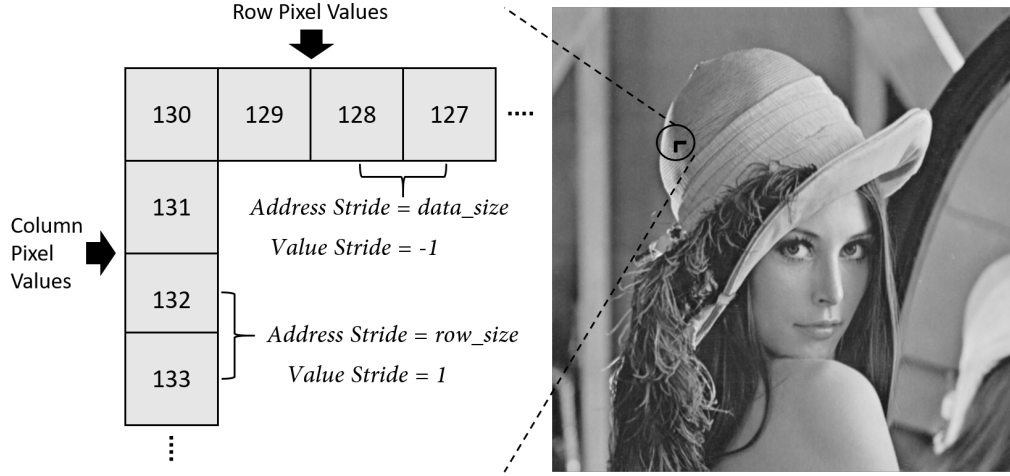 Row Pixel Values
130 129 128 127 ....
131
Address Stride = data_size
Value Stride = -1
Column
Pixel
Values
132
Address Stride = row_size
Value Stride = 1
133
....